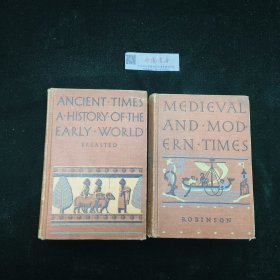 ANCIENT·TIMES
A·HISTORY·OF·THE
EARLY·WORLD
BREASTED
MEDIEVAL
AND·MOD
ERN·TIMES
ROBINSON